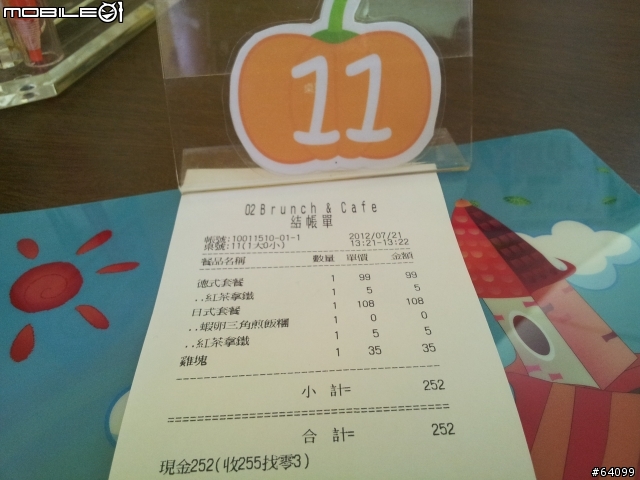 MOBILE01
11
02 Brunch & Cafe
結帳單
帳號:10011510-01-1 2012/07/21
桌號:11(1大0小) 13:21-13:22
餐品名稱 數量 單價 金額
德式套餐 1 99 99
..紅茶拿鐵 1 5 5
日式套餐 1 108 108
..蝦卵三角煎飯糰 1 0 0
..紅茶拿鐵 1 5 5
雞塊 1 35 35
小 計= 252
合 計= 252
現金252(收255找零3)
#64099